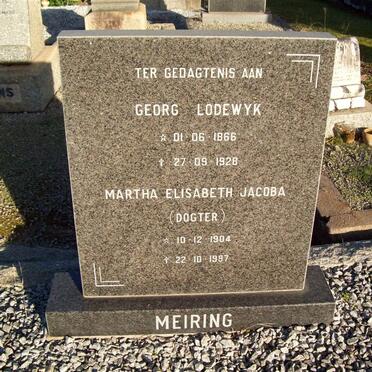 TER GEDAGTENIS AAN
GEORG LODEWYK
☆ 01-06-1866
† 27-09-1928
MARTHA ELISABETH JACOBA
(DOGTER)
☆ 10-12-1904
† 22-10-1997
MEIRING